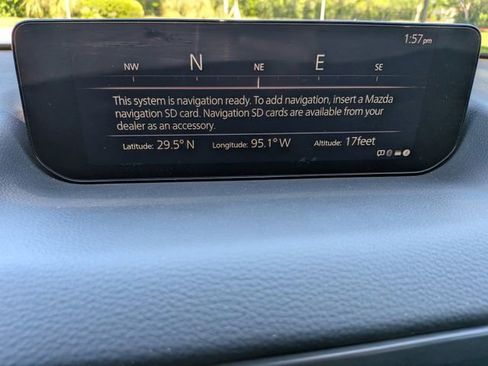 1:57pm
NW N NE E SE
This system is navigation ready. To add navigation, insert a Mazda
navigation SD card. Navigation SD cards are available from your
dealer as an accessory.
Latitude: 29.5° N Longitude: 95.1° W Altitude: 17feet